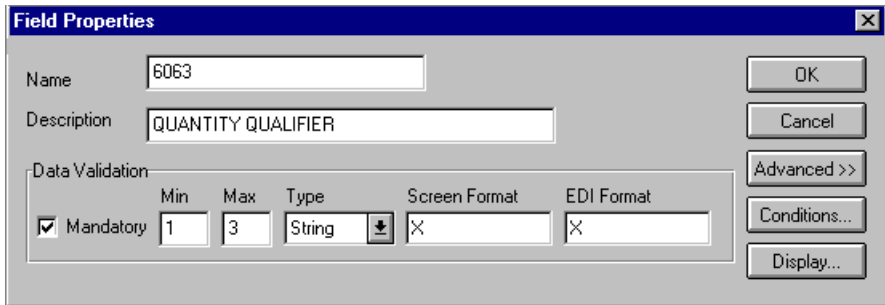 Field Properties
Name 6063 OK
Description QUANTITY QUALIFIER Cancel
Data Validation Advanced >>
Min Max Type Screen Format EDI Format
Mandatory 1 3 String X X Conditions...
Display...